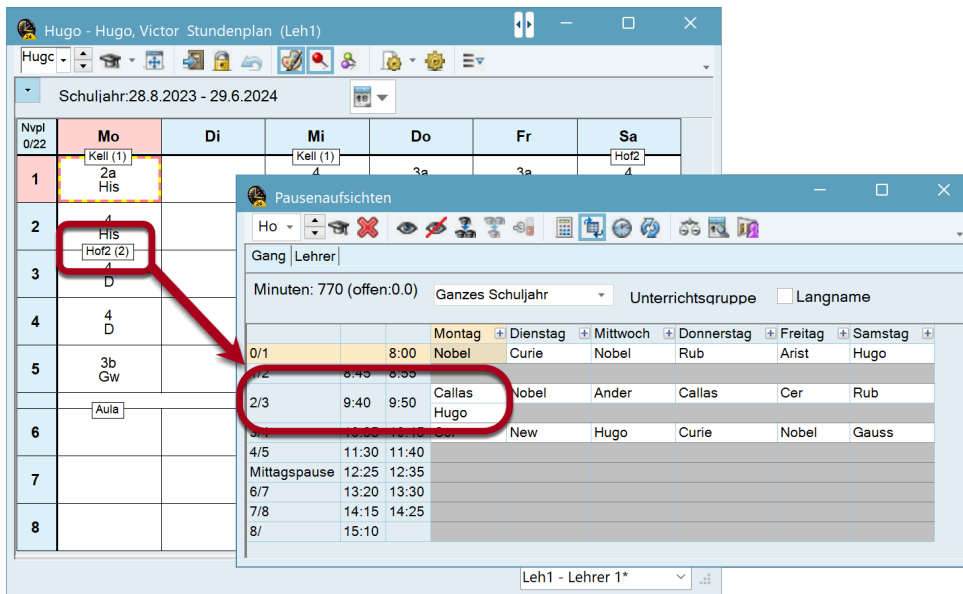 Hugo - Hugo, Victor Stundenplan (Leh1)
Hugc
Schuljahr:28.8.2023 - 29.6.2024
18
Nvpl 0/22 Mo Di Mi Do Fr Sa
Kell (1) Kell (1) Hof2
1 2a 4 3a 3a 4
His
2 4
His
Hof2 (2)
3 4
D
4 4
D
5 3b
Gw
Aula
6
7
8
Leh1 - Lehrer 1*
Pausenaufsichten
Ho
Gang Lehrer
Minuten: 770 (offen:0.0) Ganzes Schuljahr Unterrichtsgruppe Langname
Montag Dienstag Mittwoch Donnerstag Freitag Samstag
0/1 8:00 Nobel Curie Nobel Rub Arist Hugo
1/2 8:45 8:55
2/3 9:40 9:50 Callas Nobel Ander Callas Cer Rub
Hugo
3/4 10:35 10:45 Cer New Hugo Curie Nobel Gauss
4/5 11:30 11:40
Mittagspause 12:25 12:35
6/7 13:20 13:30
7/8 14:15 14:25
8/ 15:10